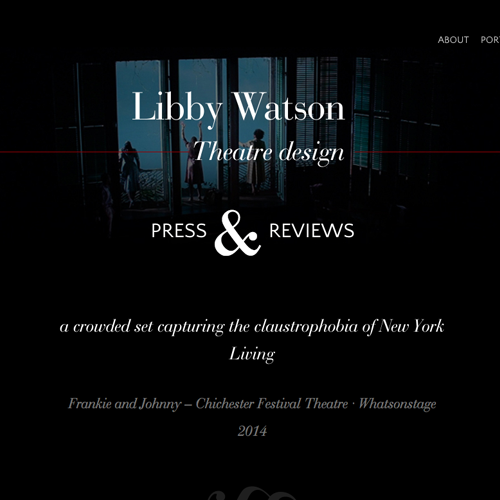 ABOUT
Libby Watson
Theatre design
PRESS & REVIEWS
a crowded set capturing the claustrophobia of New York
Living
Frankie and Johnny – Chichester Festival Theatre · Whatsonstage
2014